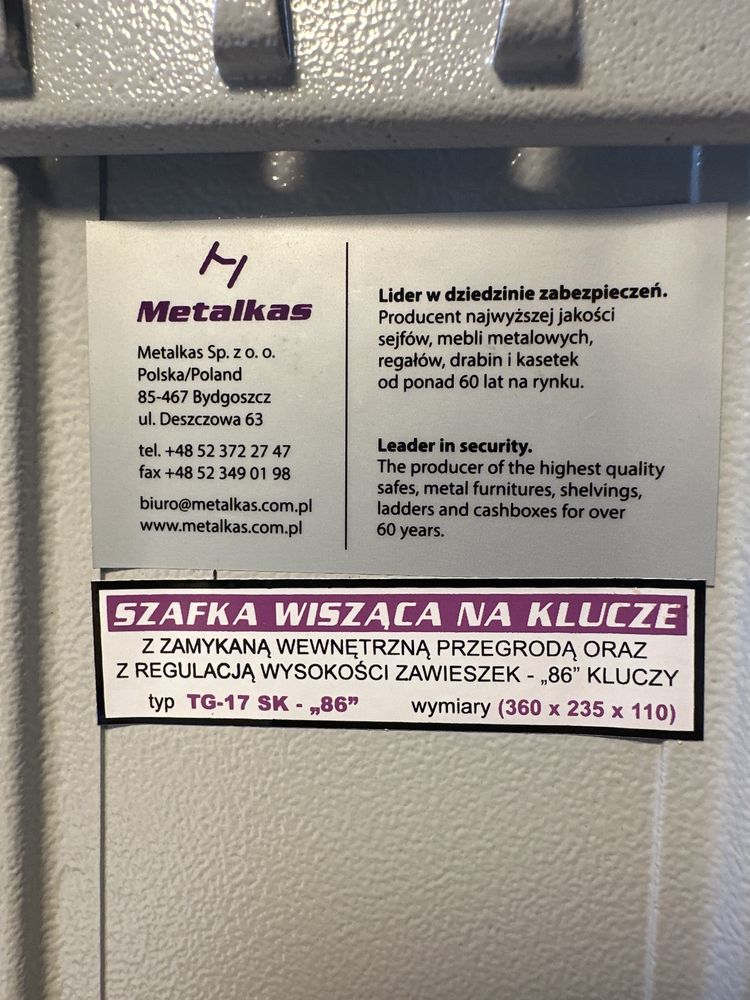 Metalkas
Metalkas Sp. z o. o.
Polska/Poland
85-467 Bydgoszcz
ul. Deszczowa 63
tel. +48 52 372 27 47
fax +48 52 349 01 98
biuro@metalkas.com.pl
www.metalkas.com.pl
Lider w dziedzinie zabezpieczeń.
Producent najwyższej jakości
sejfów, mebli metalowych,
regałów, drabin i kasetek
od ponad 60 lat na rynku.
Leader in security.
The producer of the highest quality
safes, metal furnitures, shelvings,
ladders and cashboxes for over
60 years.
SZAFKA WISZĄCA NA KLUCZE
Z ZAMYKANĄ WEWNĘTRZNĄ PRZEGRODĄ ORAZ
Z REGULACJĄ WYSOKOŚCI ZAWIESZEK - „86” KLUCZY
typ TG-17 SK - „86” wymiary (360 x 235 x 110)